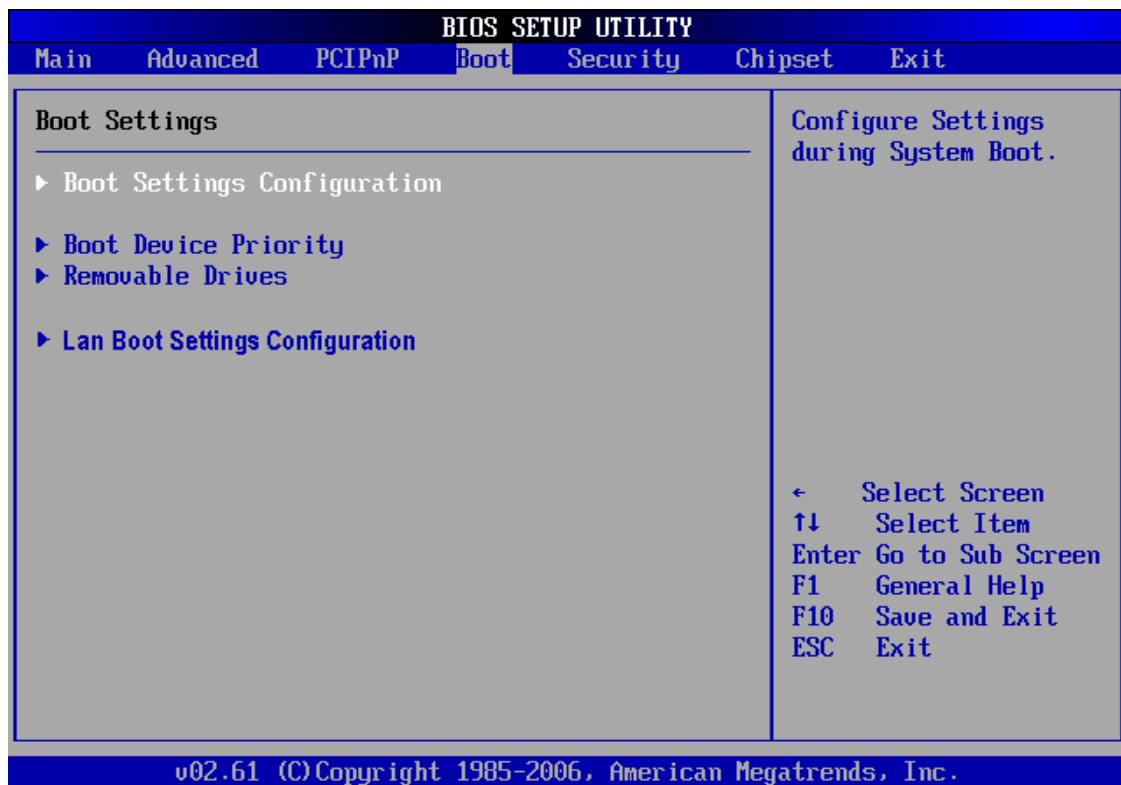 BIOS SETUP UTILITY
Main Advanced PCIPnP Boot Security Chipset Exit
Boot Settings
▶ Boot Settings Configuration
▶ Boot Device Priority
▶ Removable Drives
▶ Lan Boot Settings Configuration
Configure Settings
during System Boot.
← Select Screen
↑↓ Select Item
Enter Go to Sub Screen
F1 General Help
F10 Save and Exit
ESC Exit
v02.61 (C)Copyright 1985-2006, American Megatrends, Inc.